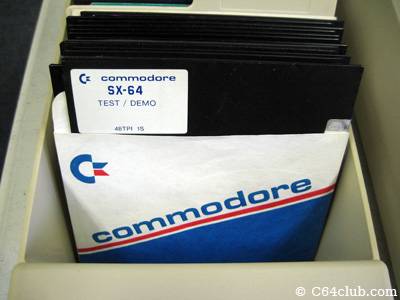 commodore
SX-64
TEST / DEMO
48TPI 1S
commodore
© C64club.com